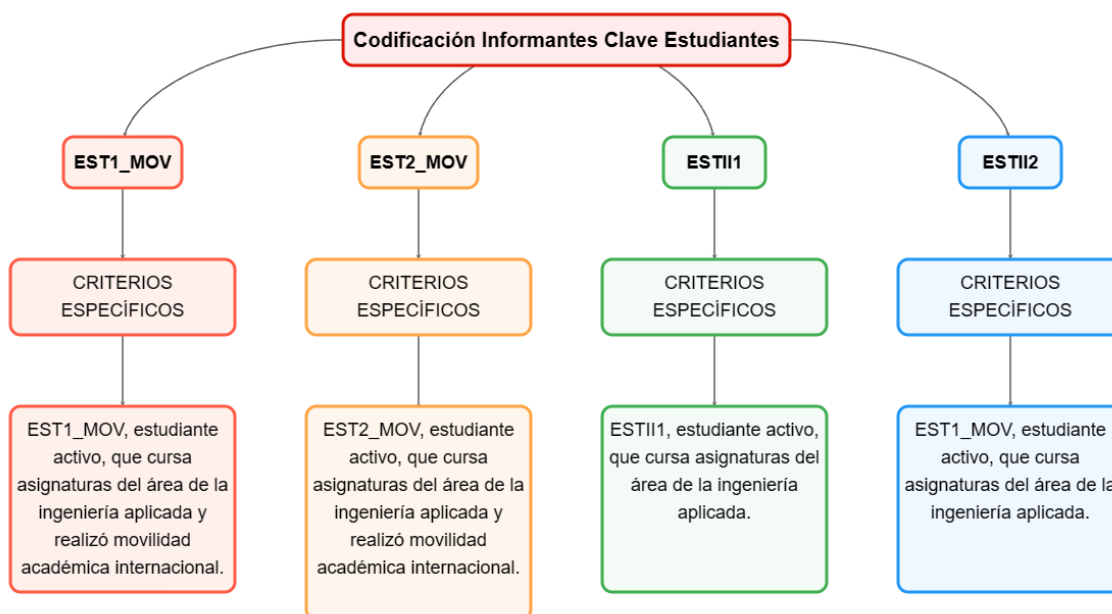 Codificación Informantes Clave Estudiantes
EST1_MOV
EST2_MOV
ESTII1
ESTII2
CRITERIOS
ESPECÍFICOS
CRITERIOS
ESPECÍFICOS
CRITERIOS
ESPECÍFICOS
CRITERIOS
ESPECÍFICOS
EST1_MOV, estudiante
activo, que cursa
asignaturas del área de la
ingeniería aplicada y
realizó movilidad
académica internacional.
EST2_MOV, estudiante
activo, que cursa
asignaturas del área de la
ingeniería aplicada y
realizó movilidad
académica internacional.
ESTII1, estudiante activo,
que cursa asignaturas del
área de la ingeniería
aplicada.
EST1_MOV, estudiante
activo, que cursa
asignaturas del área de la
ingeniería aplicada.